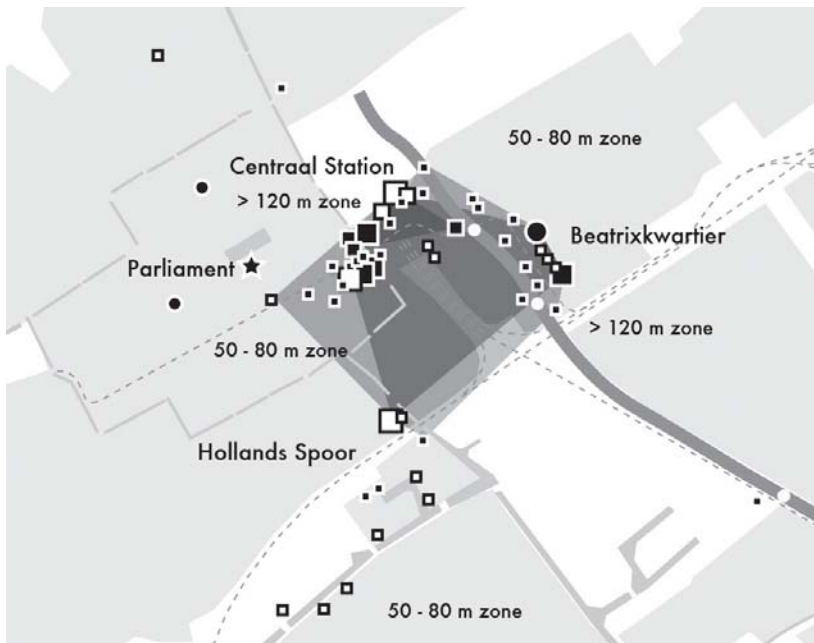 50 - 80 m zone
Centraal Station
> 120 m zone
Beatrixkwartier
Parliament
> 120 m zone
50 - 80 m zone
Hollands Spoor
50 - 80 m zone